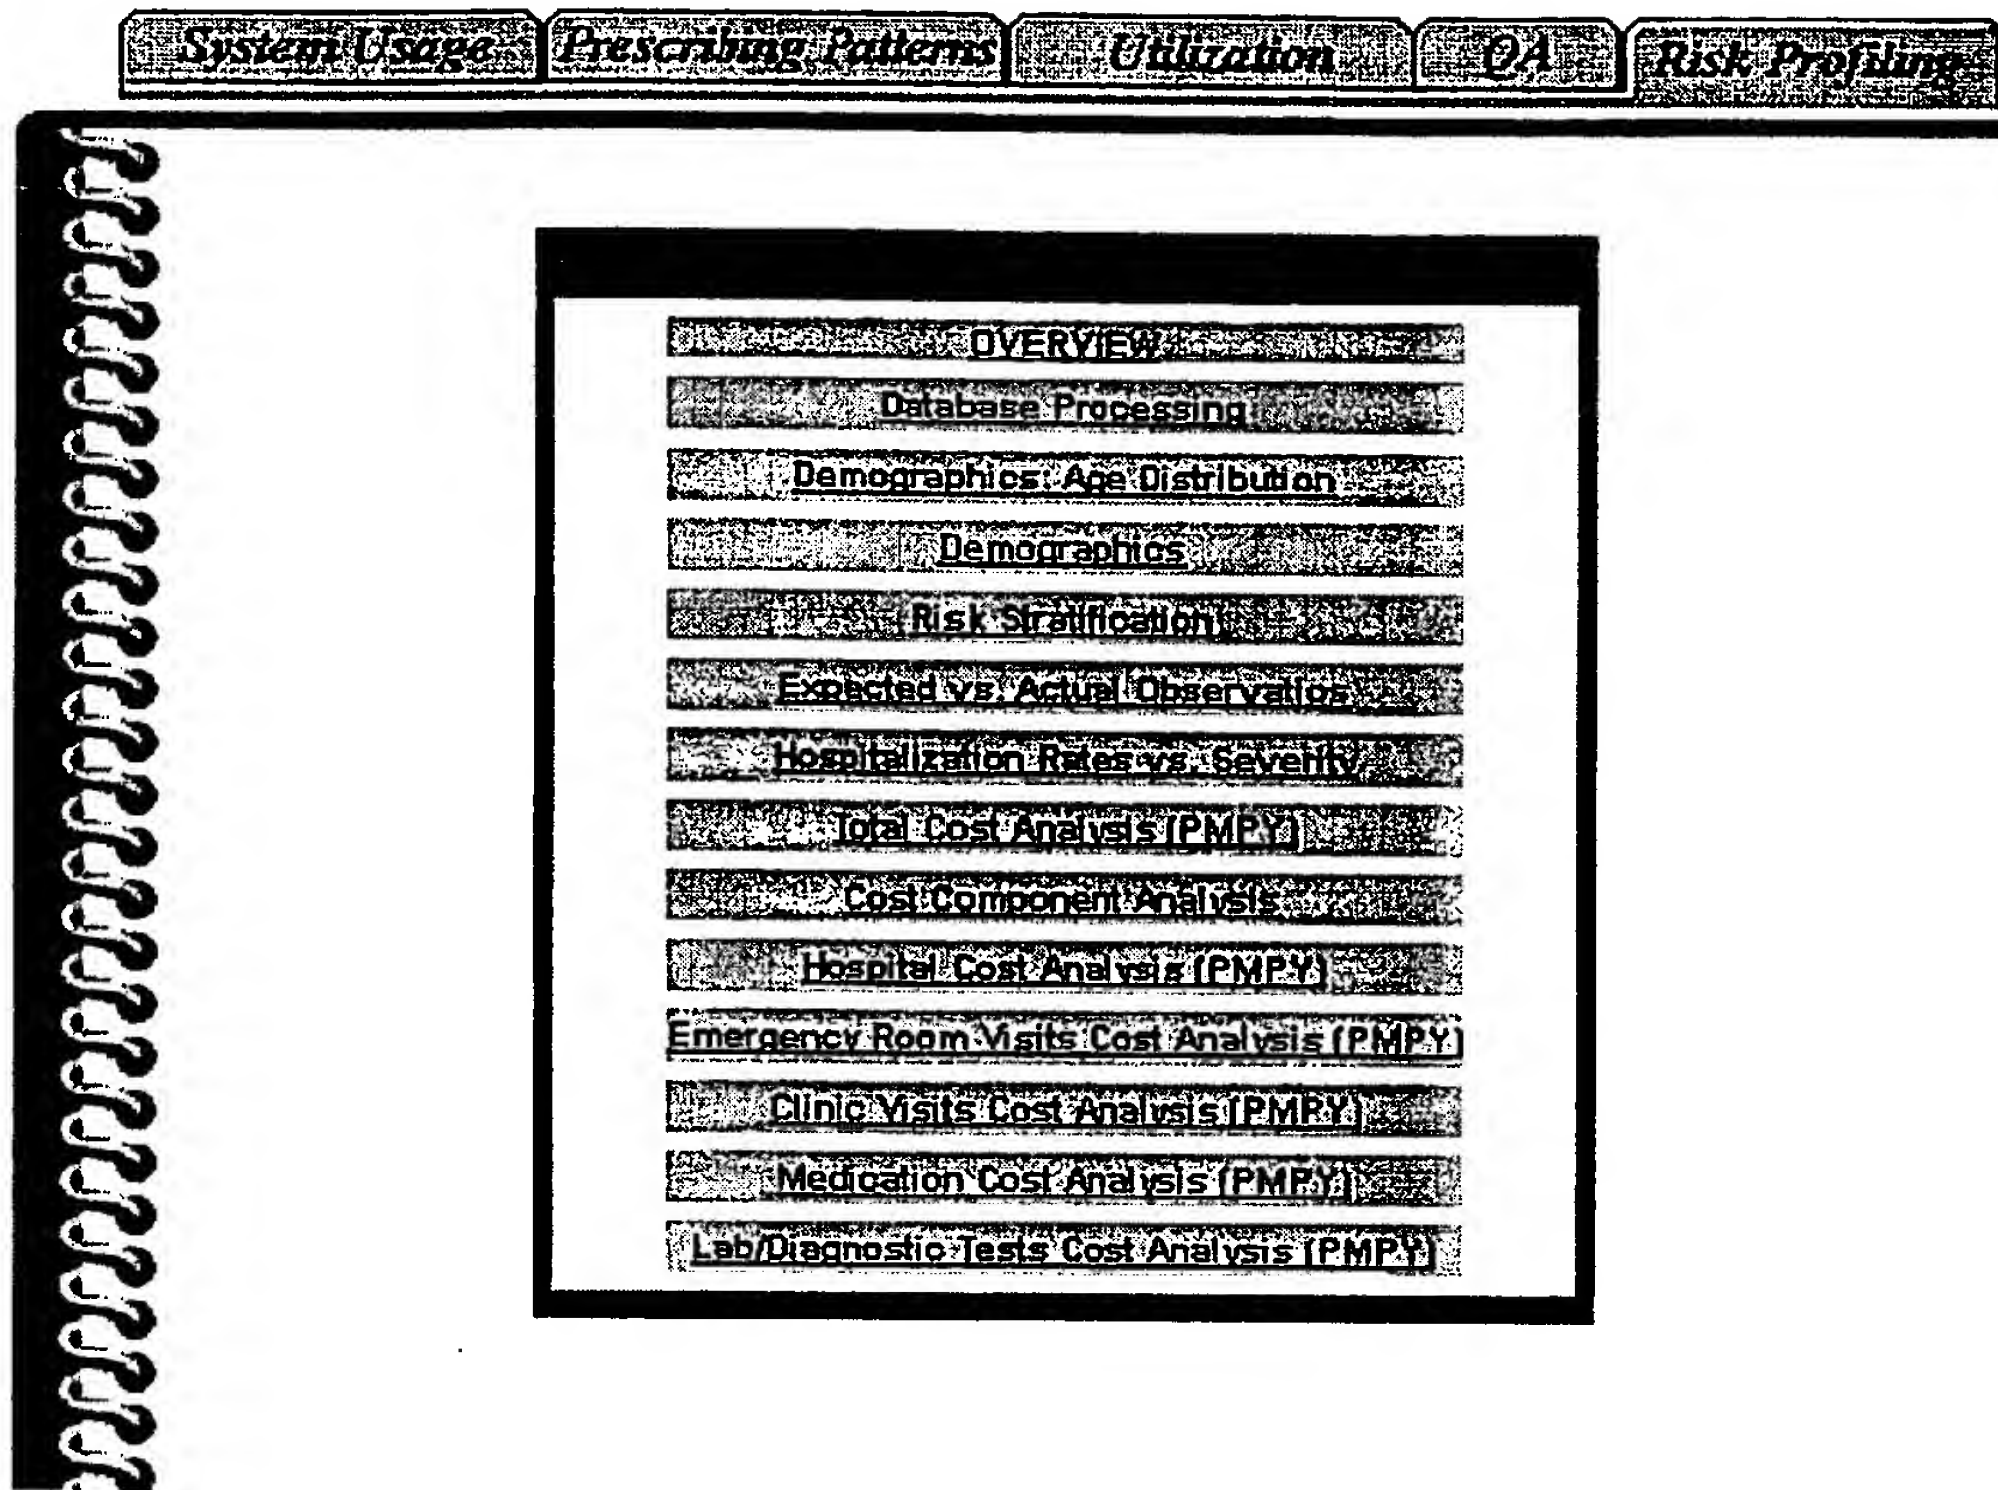 System Usage Prescribing Patterns Utilization QA Risk Profiling
OVERVIEW
Database Processing
Demographics: Age Distribution
Demographics
Risk Stratification
Expected vs. Actual Observatios
Hospitalization Rates vs. Severity
Total Cost Analysis (PMPY)
Cost Component Analysis
Hospital Cost Analysis (PMPY)
Emergency Room Visits Cost Analysis (PMPY)
Clinic Visits Cost Analysis (PMPY)
Medication Cost Analysis (PMPY)
Lab/Diagnostic Tests Cost Analysis (PMPY)